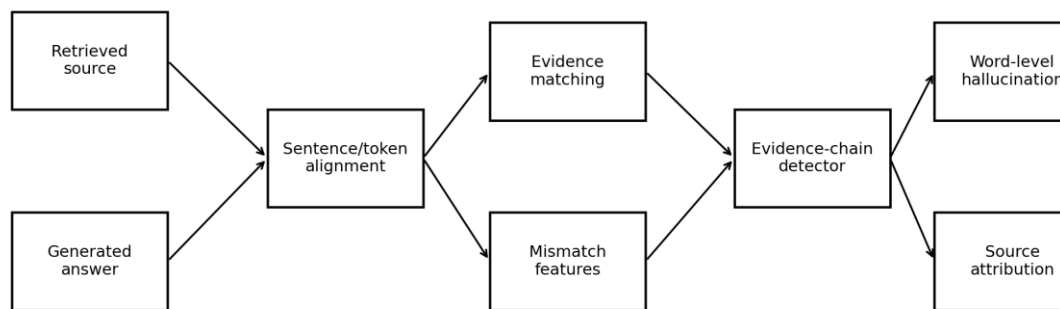 Retrieved
source
Generated
answer
Sentence/token
alignment
Evidence
matching
Mismatch
features
Evidence-chain
detector
Word-level
hallucination
Source
attribution